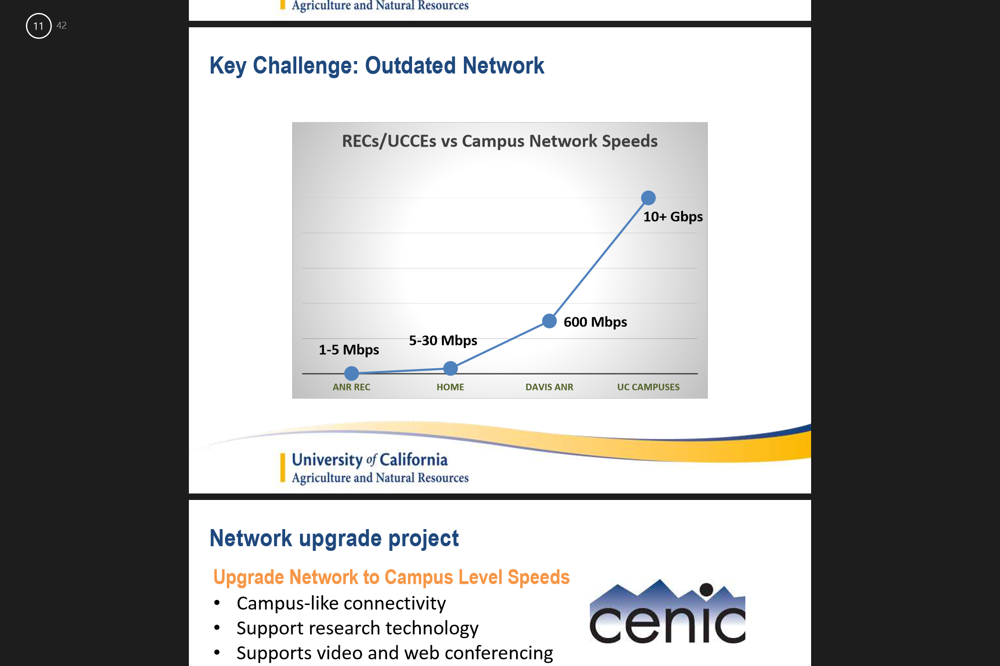 11 42
Agriculture and Natural Resources
Key Challenge: Outdated Network
RECs/UCCEs vs Campus Network Speeds
10+ Gbps
600 Mbps
5-30 Mbps
1-5 Mbps
ANR REC HOME DAVIS ANR UC CAMPUSES
University of California
Agriculture and Natural Resources
Network upgrade project
Upgrade Network to Campus Level Speeds
• Campus-like connectivity
• Support research technology
• Supports video and web conferencing
cenic